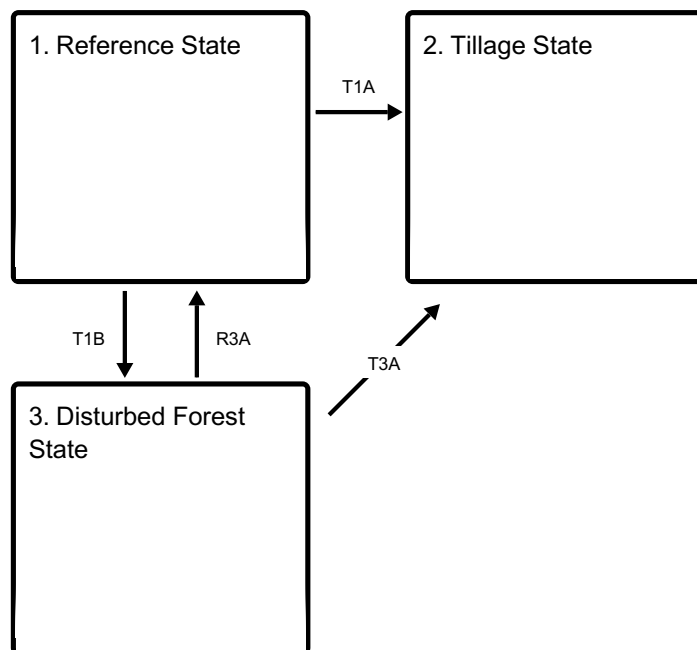 1. Reference State
2. Tillage State
T1A
T1B
R3A
T3A
3. Disturbed Forest
State